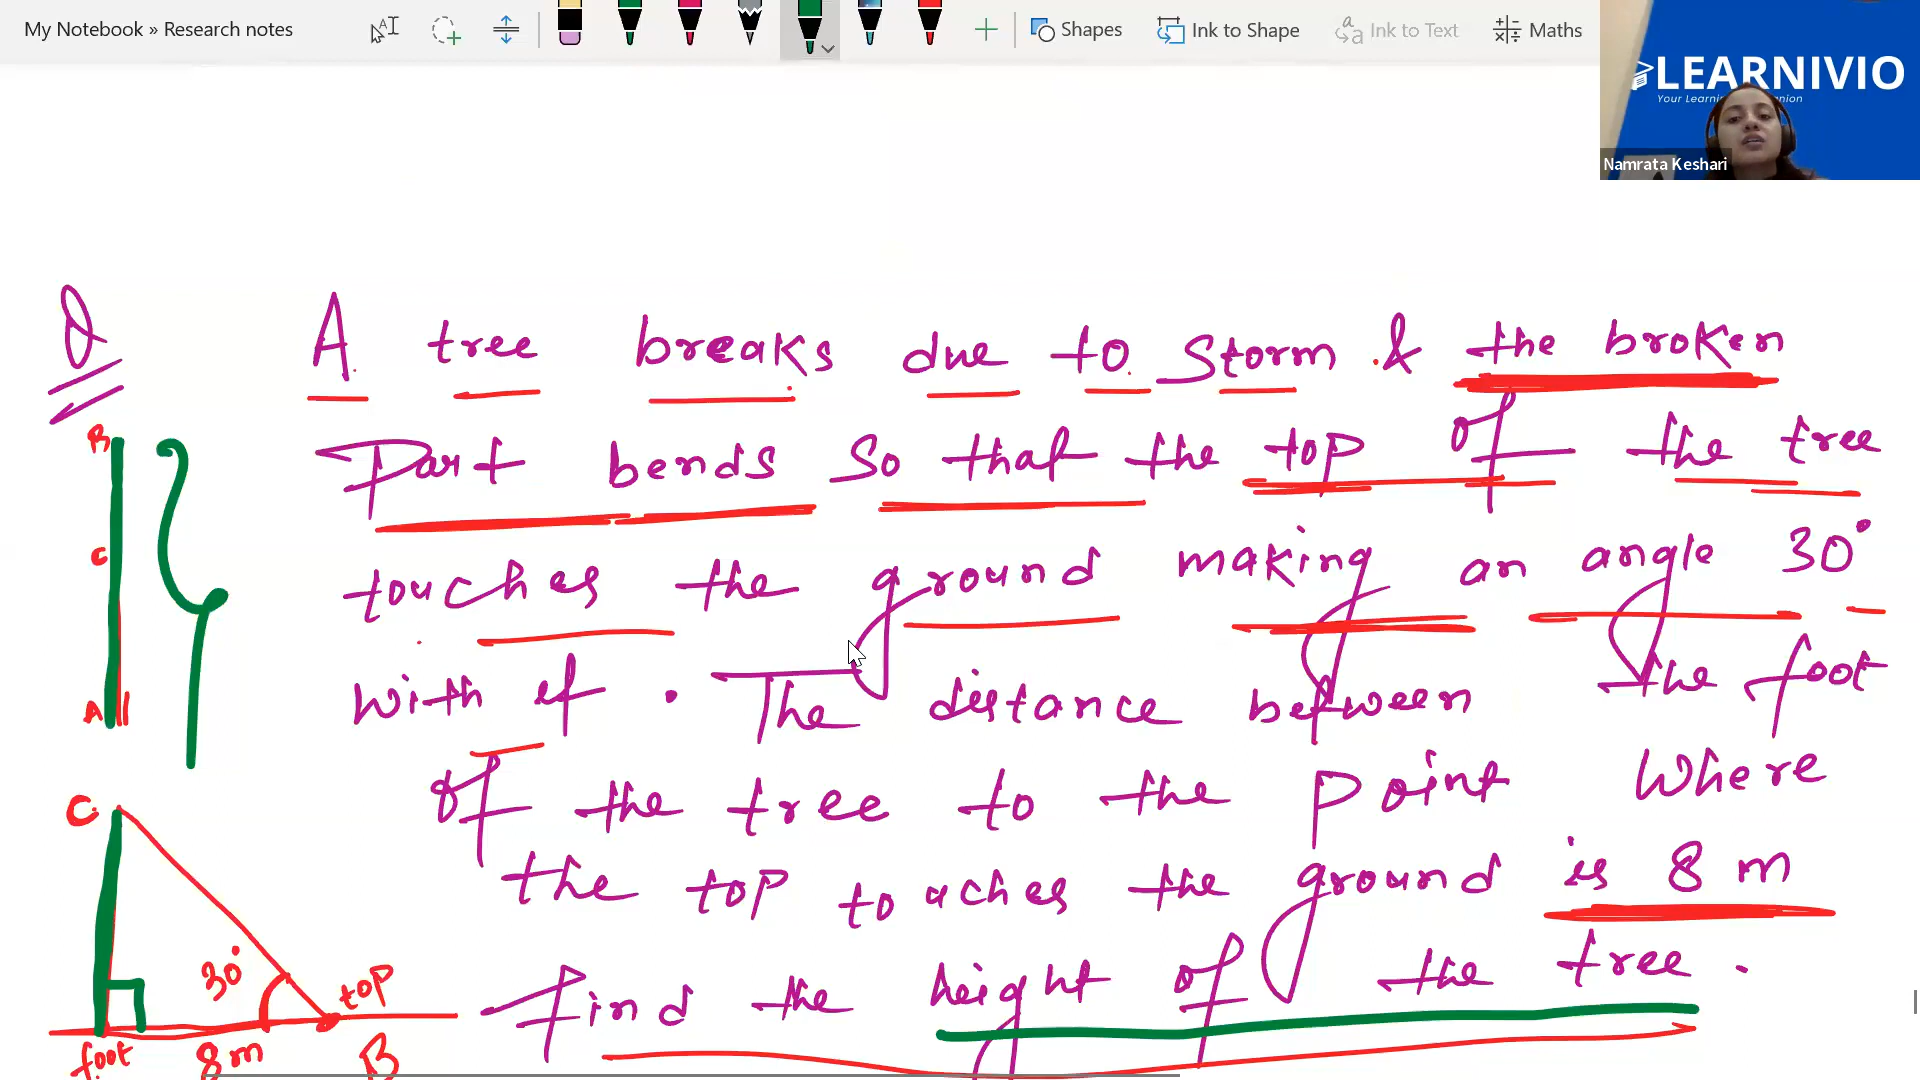 My Notebook » Research notes
Shapes
Ink to Shape
Ink to Text
Maths
LEARNIVIO
Namrata Keshari
Q
A tree breaks due to Storm & the broken
Part bends So that the top of the tree
touches the ground making an angle 30°
with it. The distance between the foot
of the tree to the point where
the top touches the ground is 8 m
find the height of the tree.
B
C
A
C
30°
top
foot
8m
B